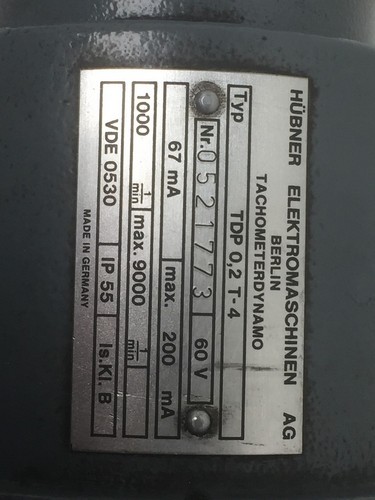 HÜBNER ELEKTROMASCHINEN AG
BERLIN
TACHOMETERDYNAMO
Typ TDP 0,2 T-4
Nr. 0521773 60 V
67 mA max. 200 mA
1000 1/min max. 9000 1/min
VDE 0530 IP 55 Is.Kl. B
MADE IN GERMANY